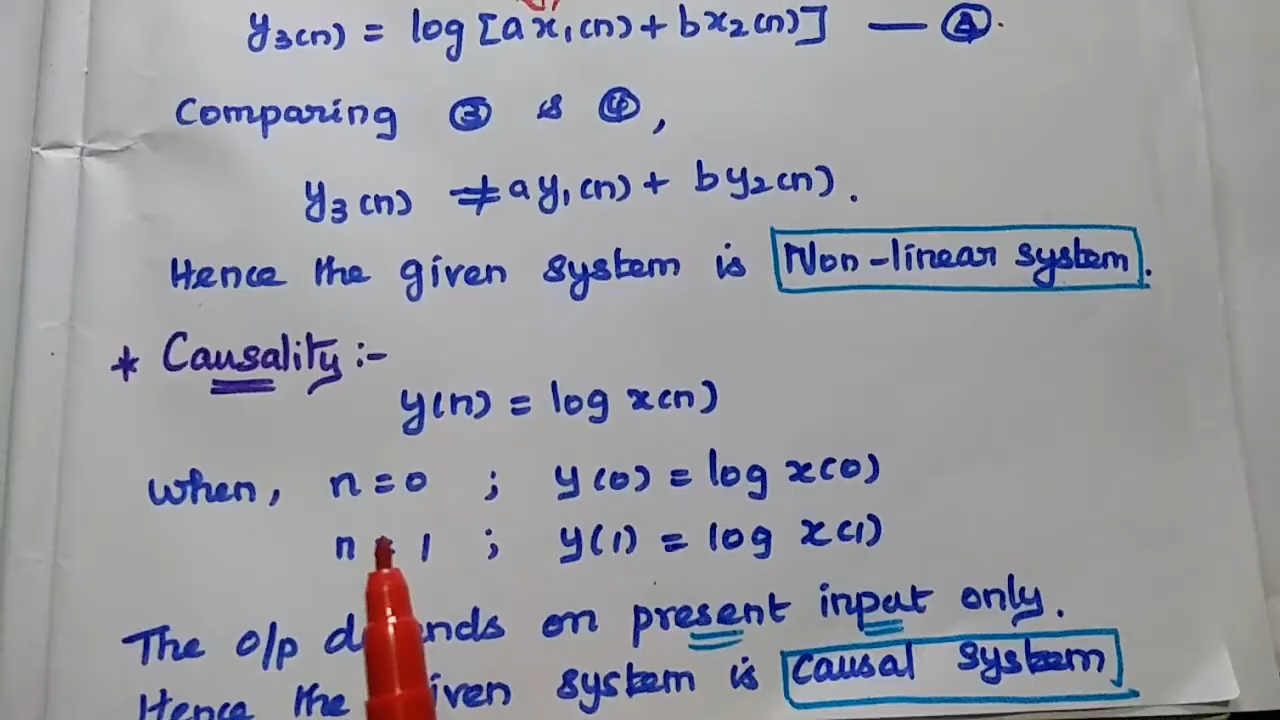 y₃(n) = log [a x₁(n) + b x₂(n)] — ④.
Comparing ③ & ④,
y₃(n) ≠ a y₁(n) + b y₂(n).
Hence the given system is Non-linear system.
* Causality :-
y(n) = log x(n)
when, n = 0 ; y(0) = log x(0)
n = 1 ; y(1) = log x(1)
The o/p depends on present input only.
Hence the given system is causal system